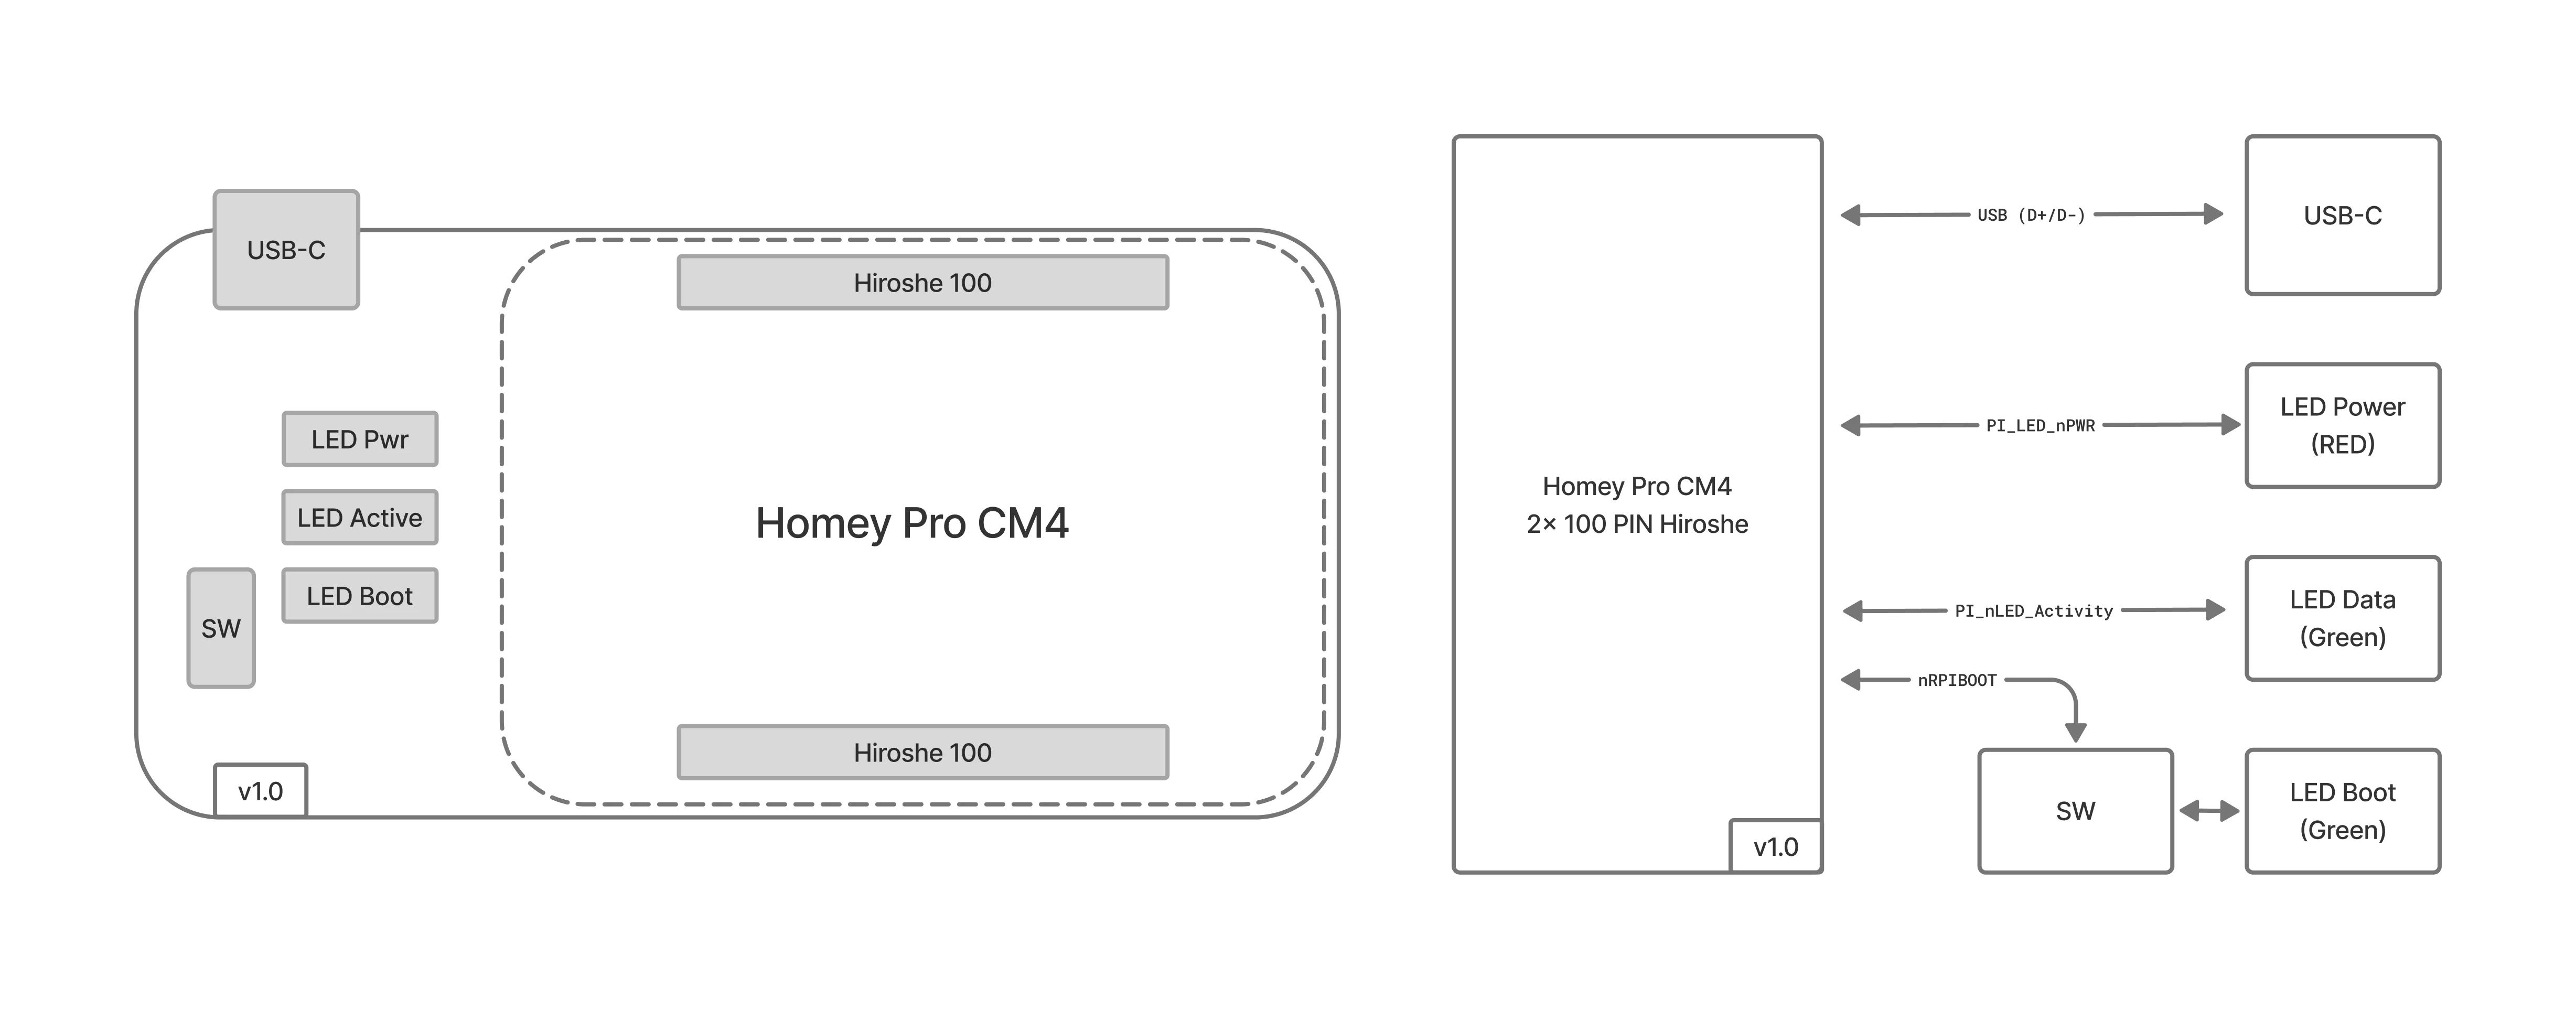 USB-C
Hiroshe 100
LED Pwr
LED Active
LED Boot
SW
Homey Pro CM4
Hiroshe 100
v1.0
Homey Pro CM4
2× 100 PIN Hiroshe
v1.0
USB (D+/D-)
USB-C
PI_LED_nPWR
LED Power
(RED)
PI_nLED_Activity
LED Data
(Green)
nRPIBOOT
SW
LED Boot
(Green)